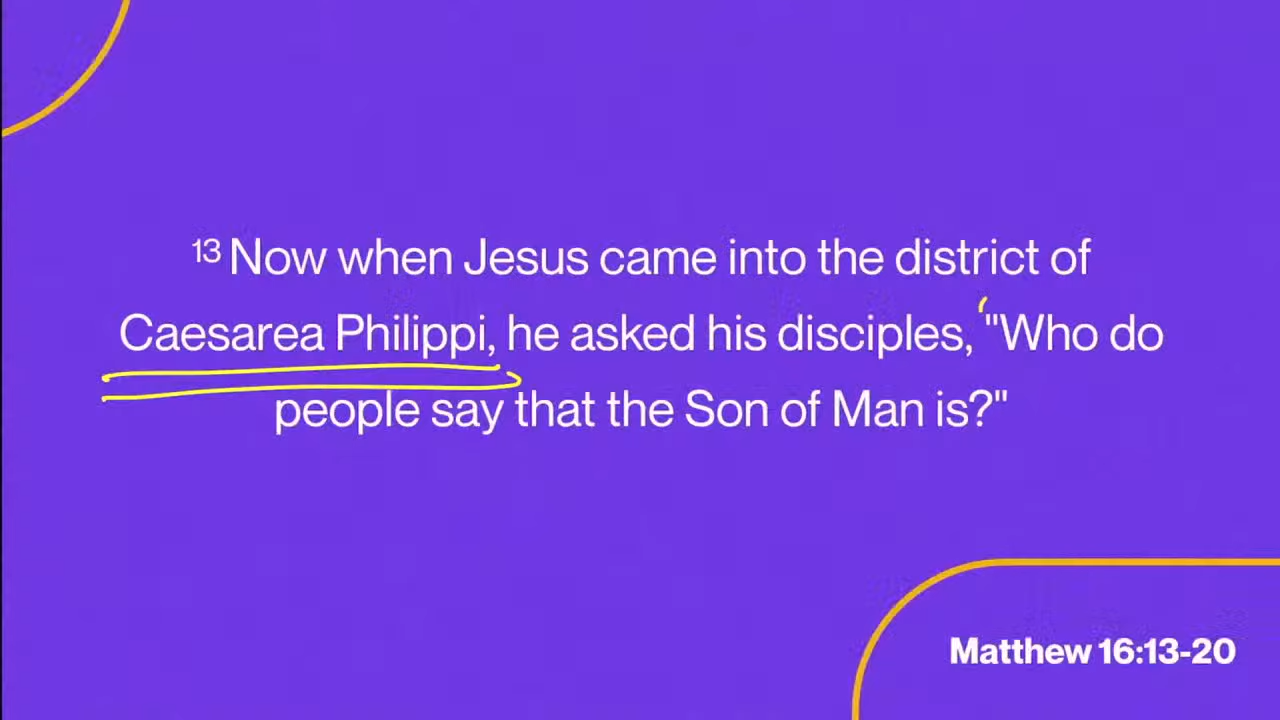 13 Now when Jesus came into the district of
Caesarea Philippi, he asked his disciples, "Who do
people say that the Son of Man is?"
Matthew 16:13-20